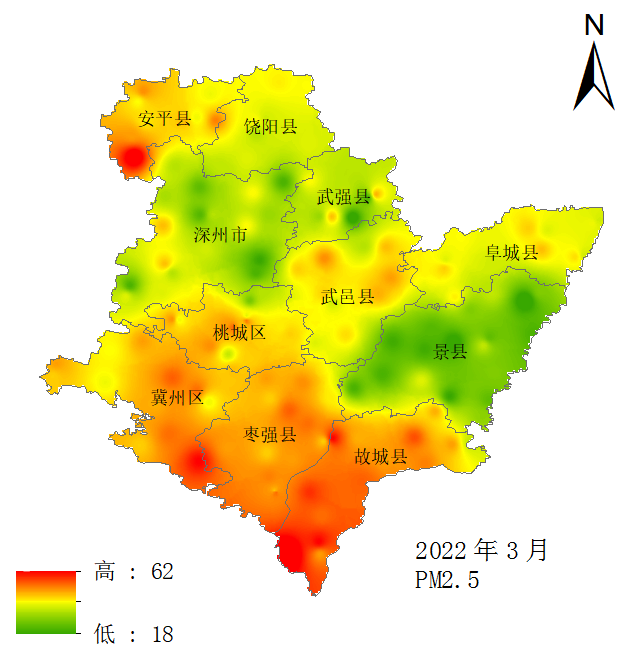 N
安平县
饶阳县
武强县
深州市
阜城县
武邑县
桃城区
景县
冀州区
枣强县
故城县
2022年3月
PM2.5
高 : 62
低 : 18